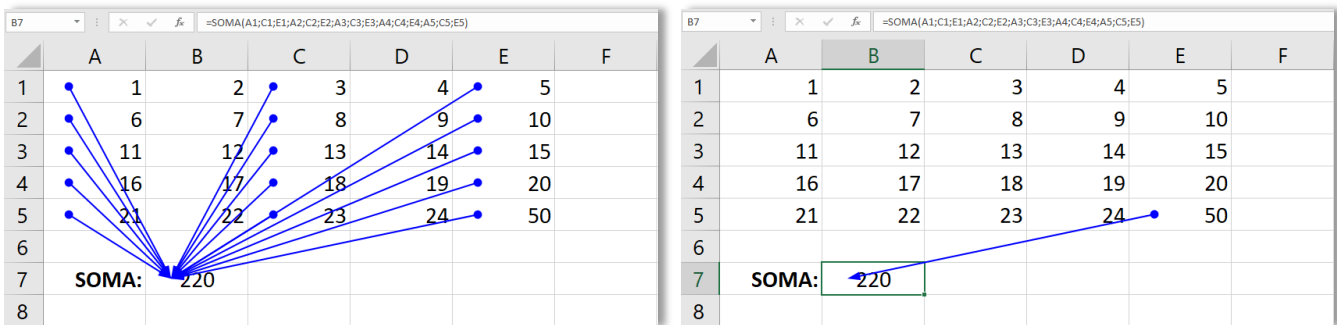 B7 fx =SOMA(A1;C1;E1;A2;C2;E2;A3;C3;E3;A4;C4;E4;A5;C5;E5)
A B C D E F
1 1 2 3 4 5
2 6 7 8 9 10
3 11 12 13 14 15
4 16 17 18 19 20
5 21 22 23 24 50
6
7 SOMA: 220
8
B7 fx =SOMA(A1;C1;E1;A2;C2;E2;A3;C3;E3;A4;C4;E4;A5;C5;E5)
A B C D E F
1 1 2 3 4 5
2 6 7 8 9 10
3 11 12 13 14 15
4 16 17 18 19 20
5 21 22 23 24 50
6
7 SOMA: 220
8